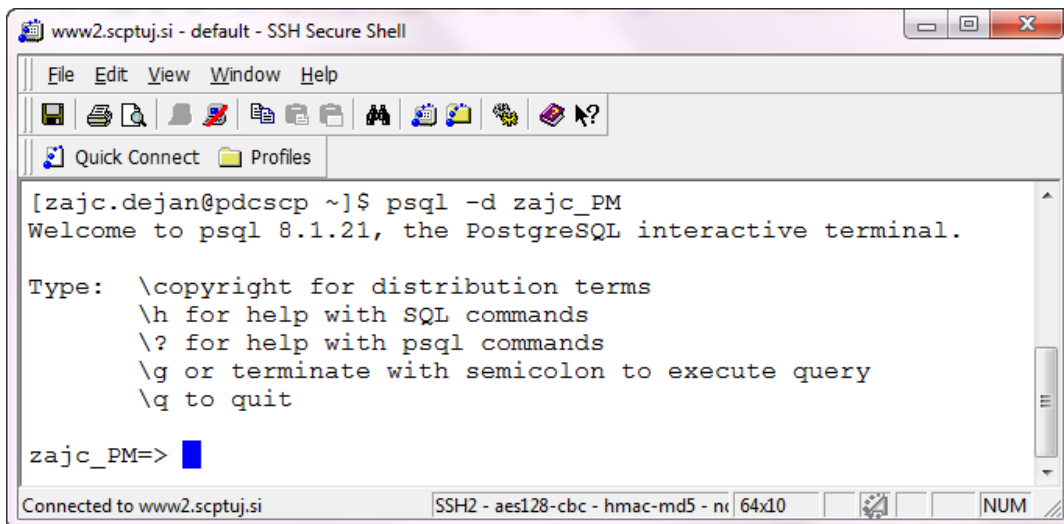 www2.scptuj.si - default - SSH Secure Shell
File Edit View Window Help
Quick Connect Profiles
[zajc.dejan@pdcscp ~]$ psql -d zajc_PM
Welcome to psql 8.1.21, the PostgreSQL interactive terminal.
Type: \copyright for distribution terms
\h for help with SQL commands
\? for help with psql commands
\g or terminate with semicolon to execute query
\q to quit
zajc_PM=>
Connected to www2.scptuj.si SSH2 - aes128-cbc - hmac-md5 - 64x10 NUM